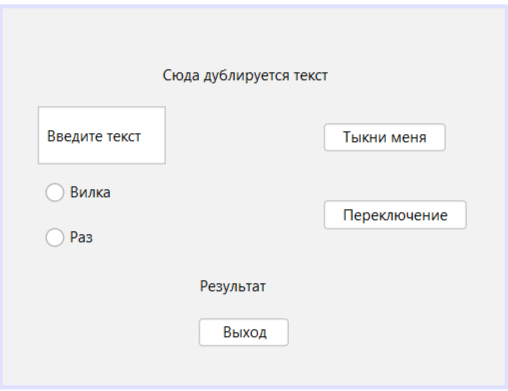 Сюда дублируется текст
Введите текст
Тыкни меня
Вилка
Переключение
Раз
Результат
Выход